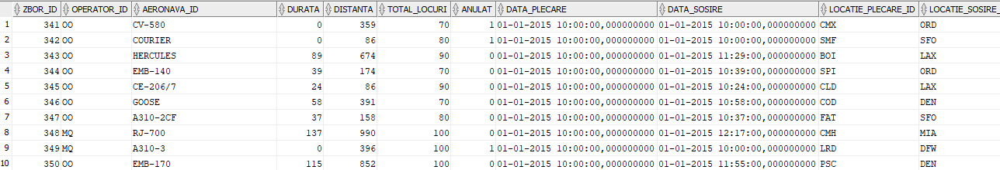 ZBOR_ID OPERATOR_ID AERONAVA_ID DURATA DISTANTA TOTAL_LOCURI ANULAT DATA_PLECARE DATA_SOSIRE LOCATIE_PLECARE_ID LOCATIE_SOSIRE_
1 341 OO CV-580 0 359 70 1 01-01-2015 10:00:00,000000000 01-01-2015 10:00:00,000000000 CMX ORD
2 342 OO COURIER 0 86 80 1 01-01-2015 10:00:00,000000000 01-01-2015 10:00:00,000000000 SMF SFO
3 343 OO HERCULES 89 674 90 0 01-01-2015 10:00:00,000000000 01-01-2015 11:29:00,000000000 BOI LAX
4 344 OO EMB-140 39 174 70 0 01-01-2015 10:00:00,000000000 01-01-2015 10:39:00,000000000 SPI ORD
5 345 OO CE-206/7 24 86 90 0 01-01-2015 10:00:00,000000000 01-01-2015 10:24:00,000000000 CLD LAX
6 346 OO GOOSE 58 391 70 0 01-01-2015 10:00:00,000000000 01-01-2015 10:58:00,000000000 COD DEN
7 347 OO A310-2CF 37 158 80 0 01-01-2015 10:00:00,000000000 01-01-2015 10:37:00,000000000 FAT SFO
8 348 MQ RJ-700 137 990 100 0 01-01-2015 10:00:00,000000000 01-01-2015 12:17:00,000000000 CMH MIA
9 349 MQ A310-3 0 396 100 1 01-01-2015 10:00:00,000000000 01-01-2015 10:00:00,000000000 LRD DFW
10 350 OO EMB-170 115 852 100 0 01-01-2015 10:00:00,000000000 01-01-2015 11:55:00,000000000 PSC DEN